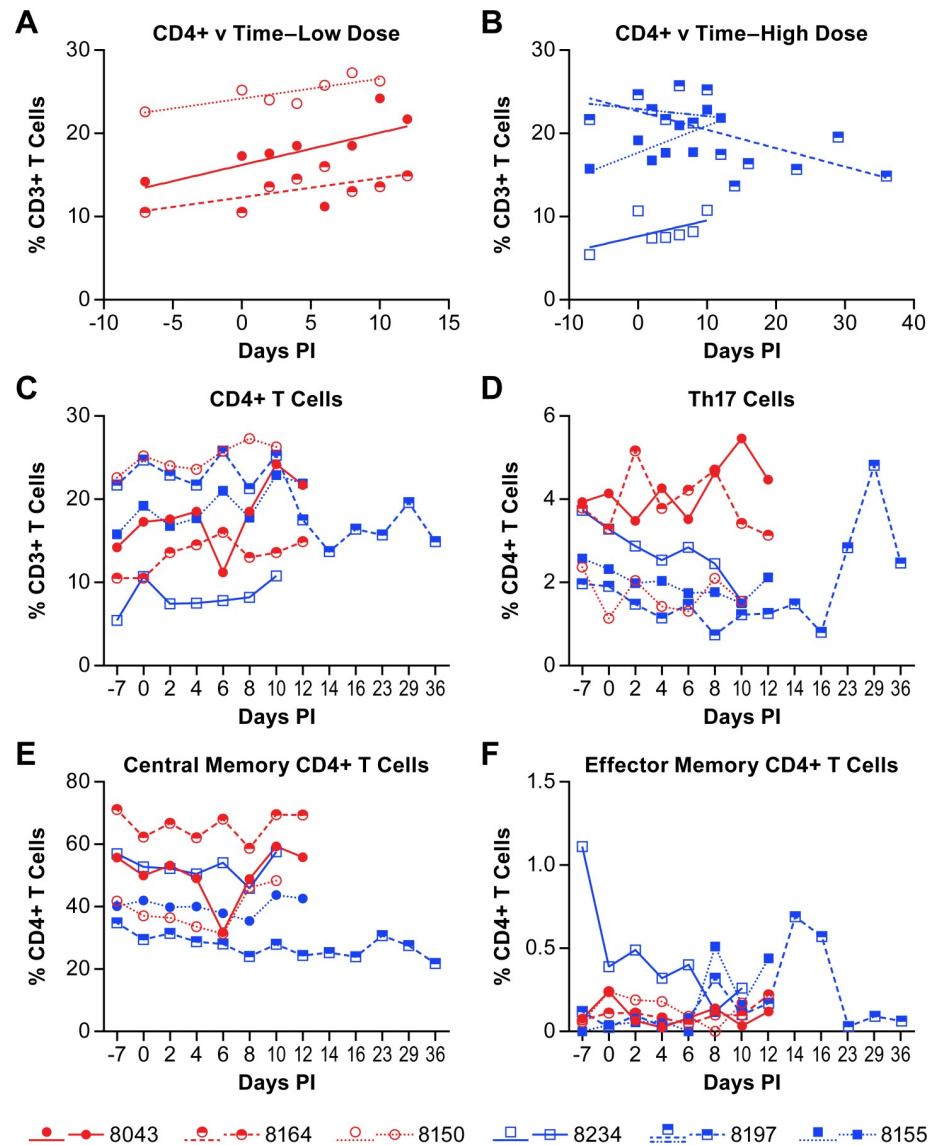 A
CD4+ v Time–Low Dose
% CD3+ T Cells
30
20
10
0
-10 -5 0 5 10 15
Days PI
B
CD4+ v Time–High Dose
% CD3+ T Cells
30
20
10
0
-10 0 10 20 30 40
Days PI
C
CD4+ T Cells
% CD3+ T Cells
30
20
10
0
-7 0 2 4 6 8 10 12 14 16 23 29 36
Days PI
D
Th17 Cells
% CD4+ T Cells
6
4
2
0
-7 0 2 4 6 8 10 12 14 16 23 29 36
Days PI
E
Central Memory CD4+ T Cells
% CD4+ T Cells
80
60
40
20
0
-7 0 2 4 6 8 10 12 14 16 23 29 36
Days PI
F
Effector Memory CD4+ T Cells
% CD4+ T Cells
1.5
1.0
0.5
0
-7 0 2 4 6 8 10 12 14 16 23 29 36
Days PI
8043 8164 8150 8234 8197 8155